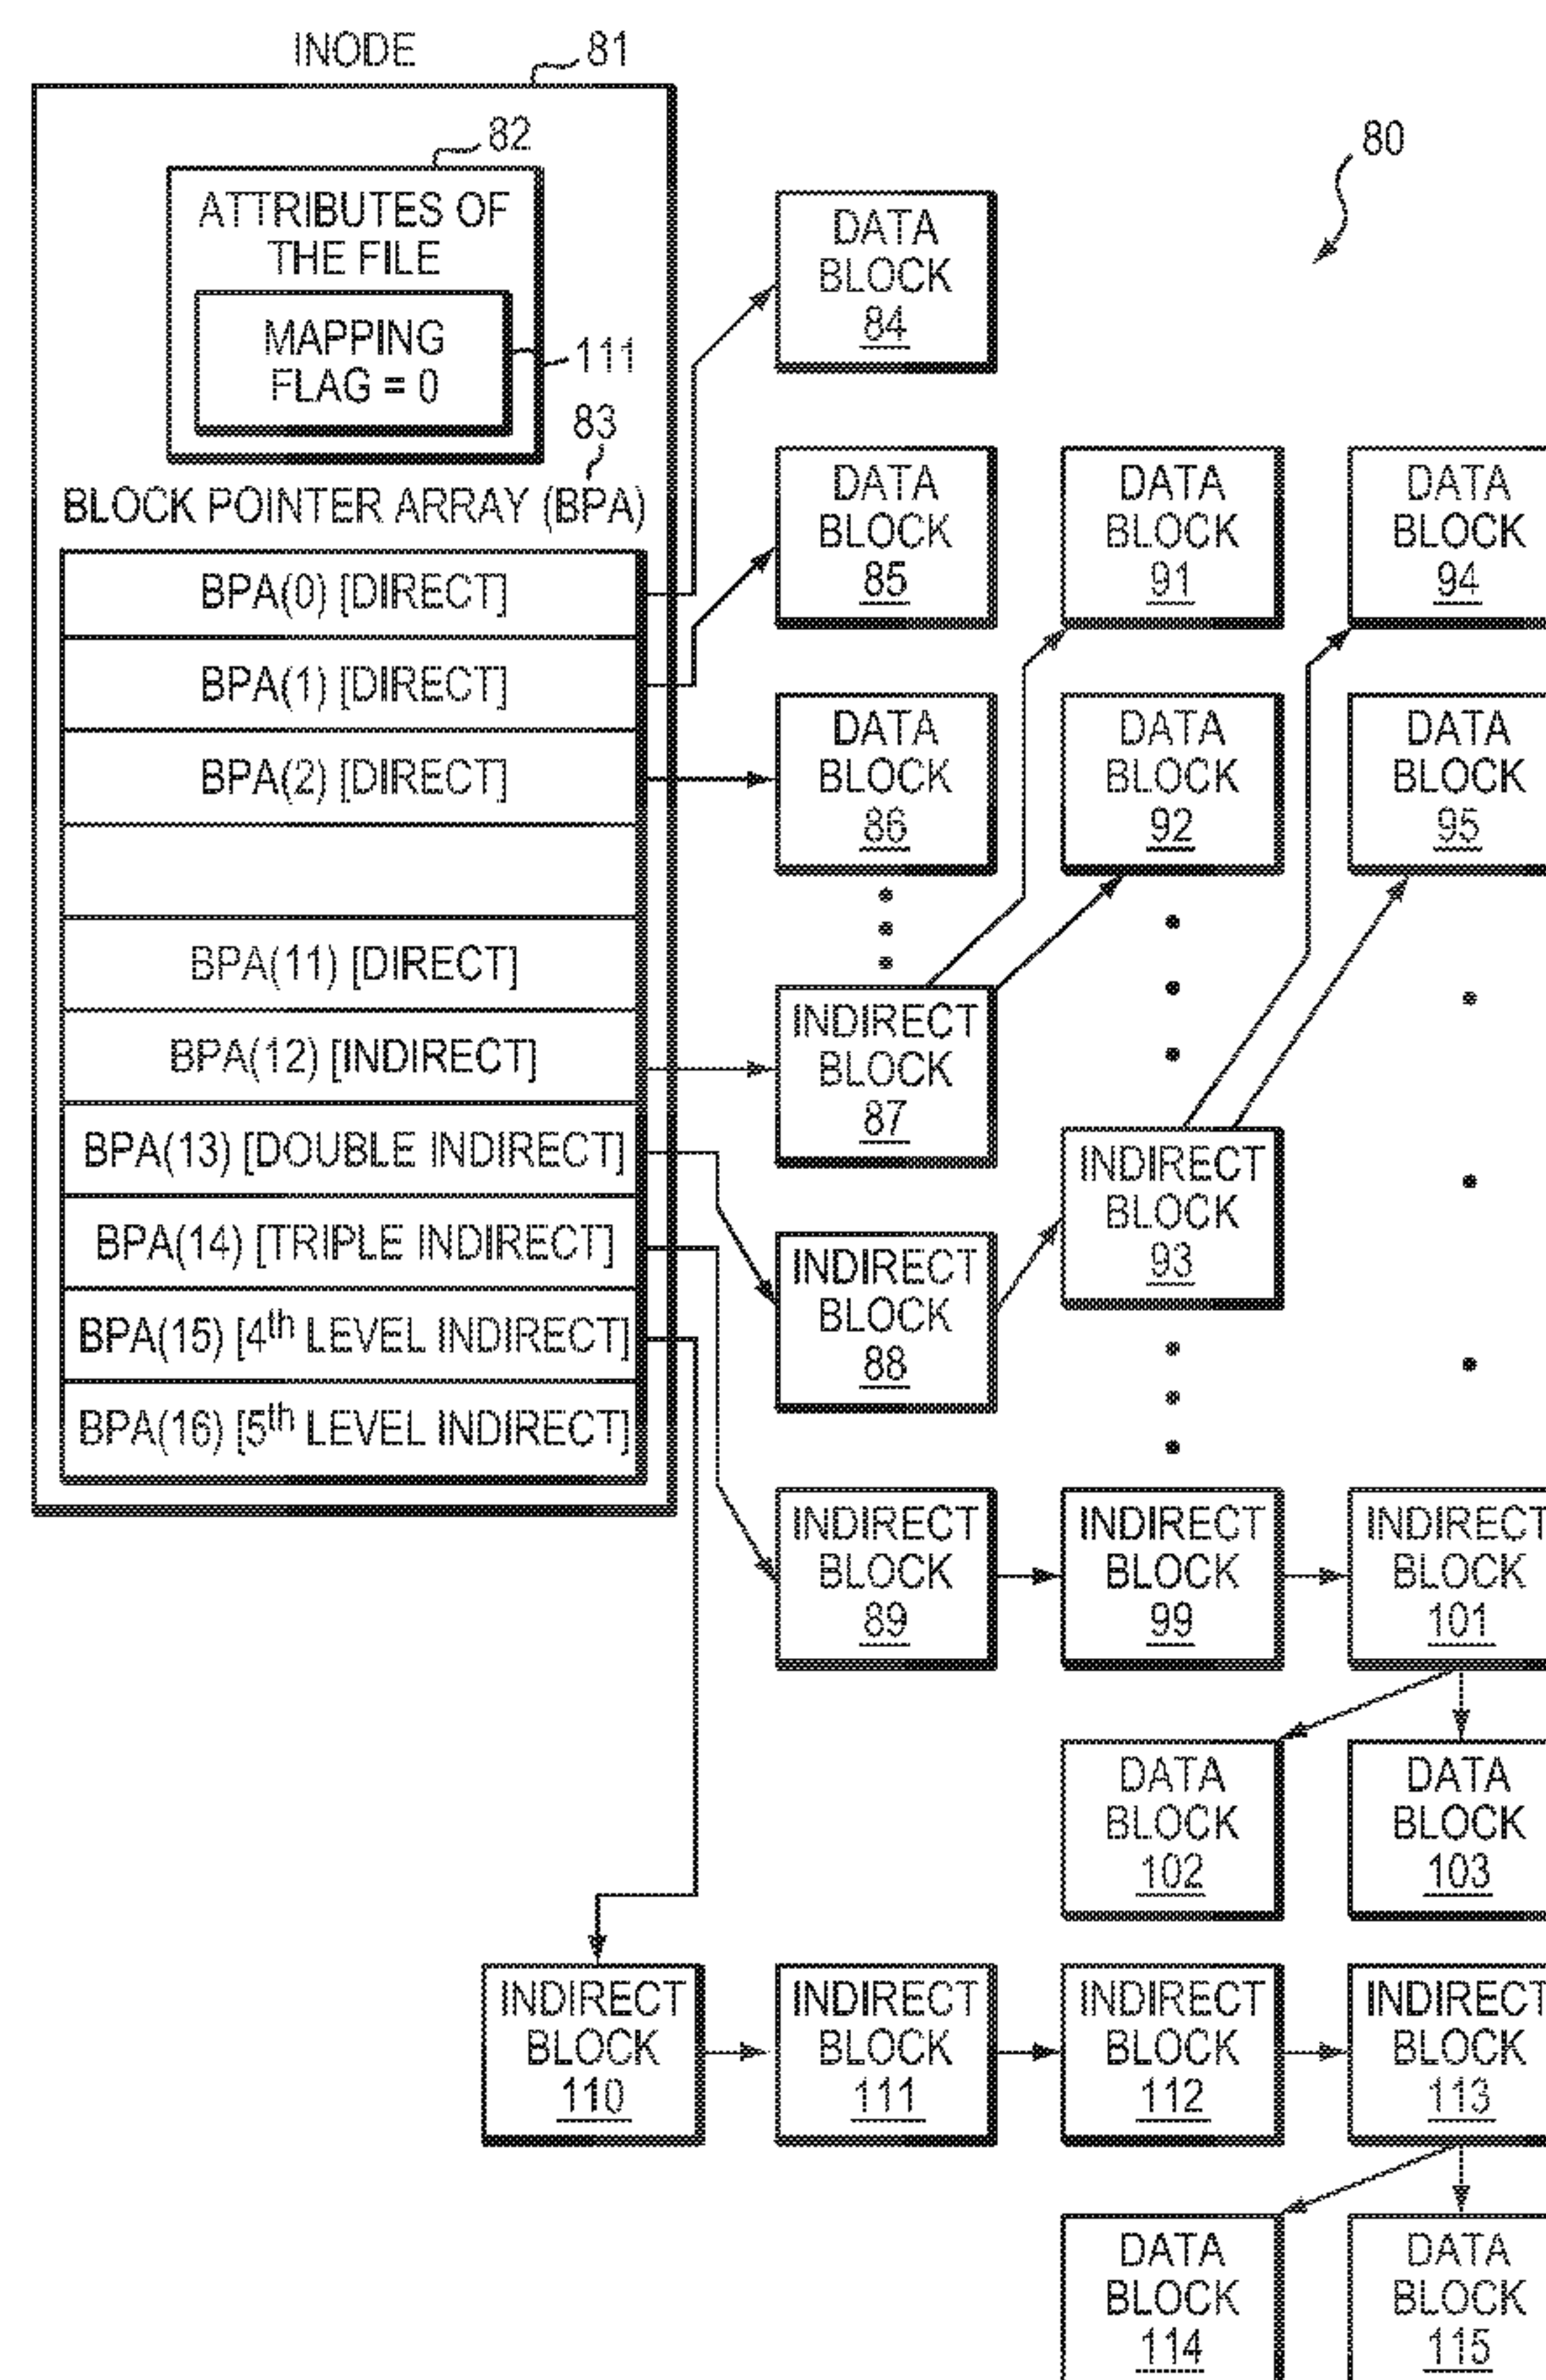 INODE
81
82
80
ATTRIBUTES OF
THE FILE
MAPPING
FLAG = 0
111
83
BLOCK POINTER ARRAY (BPA)
BPA(0) [DIRECT]
BPA(1) [DIRECT]
BPA(2) [DIRECT]
BPA(11) [DIRECT]
BPA(12) [INDIRECT]
BPA(13) [DOUBLE INDIRECT]
BPA(14) [TRIPLE INDIRECT]
BPA(15) [4th LEVEL INDIRECT]
BPA(16) [5th LEVEL INDIRECT]
DATA
BLOCK
84
DATA
BLOCK
85
DATA
BLOCK
91
DATA
BLOCK
94
DATA
BLOCK
86
DATA
BLOCK
92
DATA
BLOCK
95
INDIRECT
BLOCK
87
INDIRECT
BLOCK
93
INDIRECT
BLOCK
88
INDIRECT
BLOCK
89
INDIRECT
BLOCK
99
INDIRECT
BLOCK
101
DATA
BLOCK
102
DATA
BLOCK
103
INDIRECT
BLOCK
110
INDIRECT
BLOCK
111
INDIRECT
BLOCK
112
INDIRECT
BLOCK
113
DATA
BLOCK
114
DATA
BLOCK
115